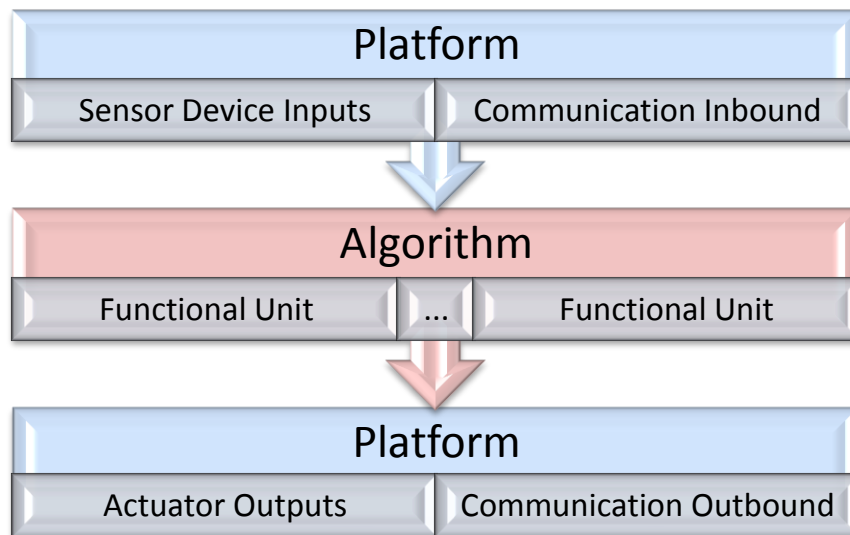 Platform
Sensor Device Inputs Communication Inbound
Algorithm
Functional Unit ... Functional Unit
Platform
Actuator Outputs Communication Outbound